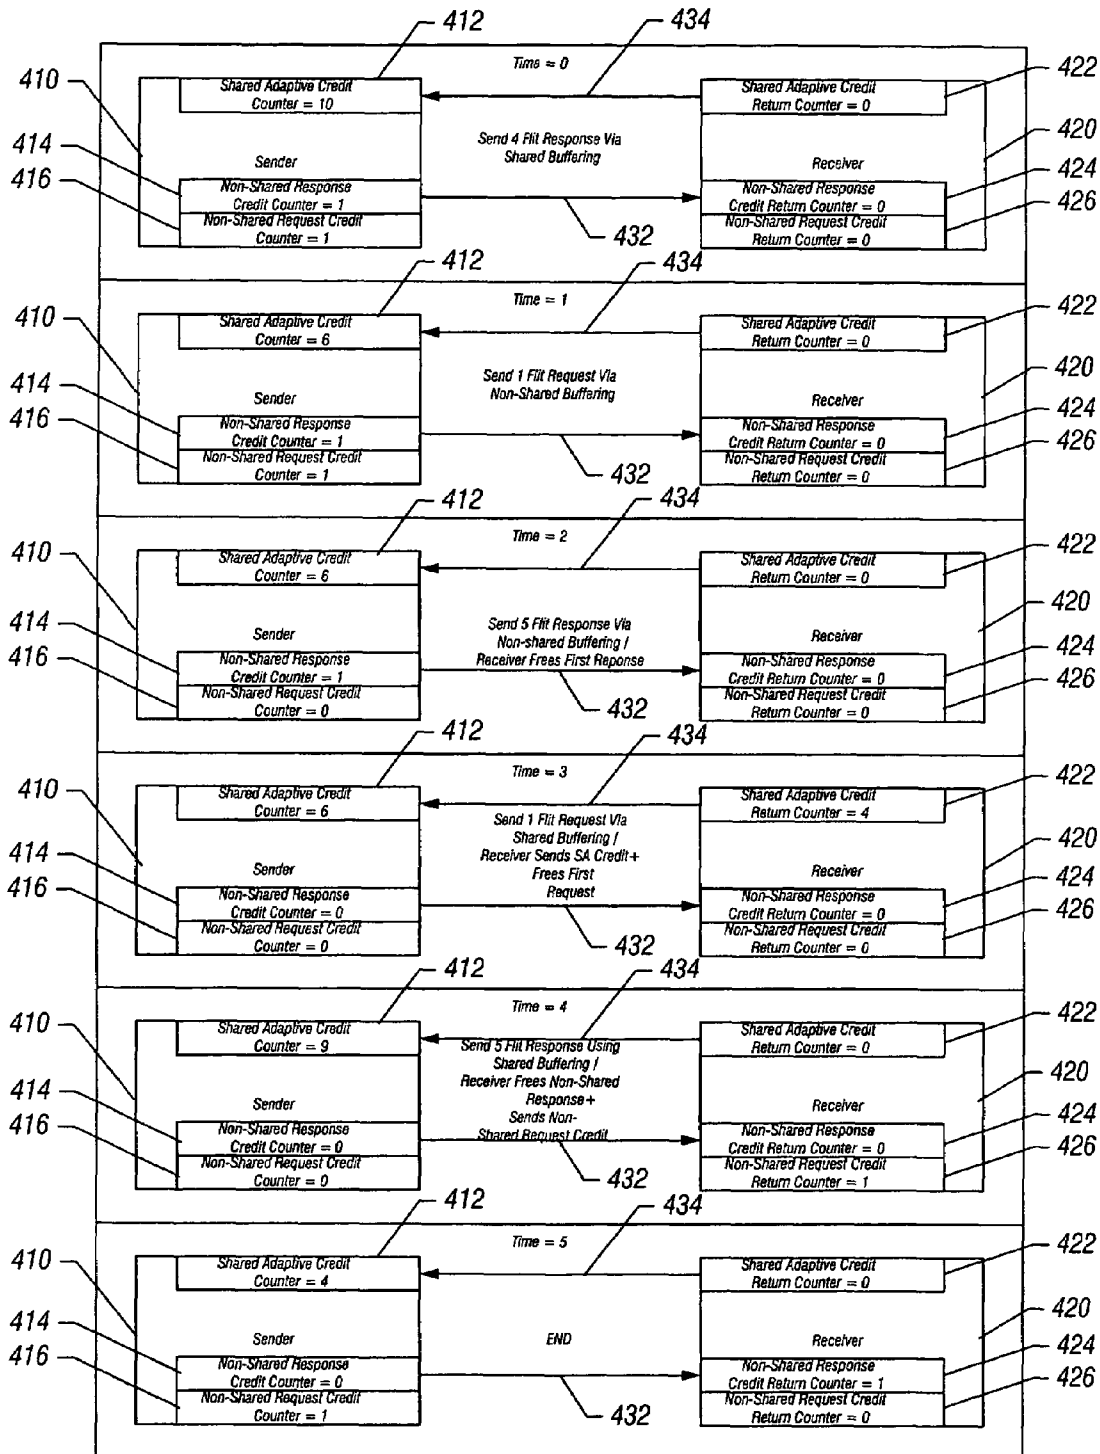 412
434
Time = 0
410
Shared Adaptive Credit
Counter = 10
Shared Adaptive Credit
Return Counter = 0
422
Send 4 Flit Response Via
Shared Buffering
420
414
Sender
Receiver
424
416
Non-Shared Response
Credit Counter = 1
Non-Shared Response
Credit Return Counter = 0
426
Non-Shared Request Credit
Counter = 1
Non-Shared Request Credit
Return Counter = 0
432
412
434
Time = 1
410
Shared Adaptive Credit
Counter = 6
Shared Adaptive Credit
Return Counter = 0
422
Send 1 Flit Request Via
Non-Shared Buffering
420
414
Sender
Receiver
424
416
Non-Shared Response
Credit Counter = 1
Non-Shared Response
Credit Return Counter = 0
426
Non-Shared Request Credit
Counter = 1
Non-Shared Request Credit
Return Counter = 0
432
412
434
Time = 2
410
Shared Adaptive Credit
Counter = 6
Shared Adaptive Credit
Return Counter = 0
422
Send 5 Flit Response Via
Non-shared Buffering /
Receiver Frees First Reponse
420
414
Sender
Receiver
424
416
Non-Shared Response
Credit Counter = 1
Non-Shared Response
Credit Return Counter = 0
426
Non-Shared Request Credit
Counter = 0
Non-Shared Request Credit
Return Counter = 0
432
412
434
Time = 3
410
Shared Adaptive Credit
Counter = 6
Shared Adaptive Credit
Return Counter = 4
422
Send 1 Flit Request Via
Shared Buffering /
Receiver Sends SA Credit+
Frees First
Request
420
414
Sender
Receiver
424
416
Non-Shared Response
Credit Counter = 0
Non-Shared Response
Credit Return Counter = 0
426
Non-Shared Request Credit
Counter = 0
Non-Shared Request Credit
Return Counter = 0
432
412
434
Time = 4
410
Shared Adaptive Credit
Counter = 9
Shared Adaptive Credit
Return Counter = 0
422
Send 5 Flit Response Using
Shared Buffering /
Receiver Frees Non-Shared
Response+
Sends Non-
Shared Request Credit
420
414
Sender
Receiver
424
416
Non-Shared Response
Credit Counter = 0
Non-Shared Response
Credit Return Counter = 0
426
Non-Shared Request Credit
Counter = 0
Non-Shared Request Credit
Return Counter = 1
432
412
434
Time = 5
410
Shared Adaptive Credit
Counter = 4
Shared Adaptive Credit
Return Counter = 0
422
420
414
Sender
END
Receiver
424
416
Non-Shared Response
Credit Counter = 0
Non-Shared Response
Credit Return Counter = 1
426
Non-Shared Request Credit
Counter = 1
Non-Shared Request Credit
Return Counter = 0
432